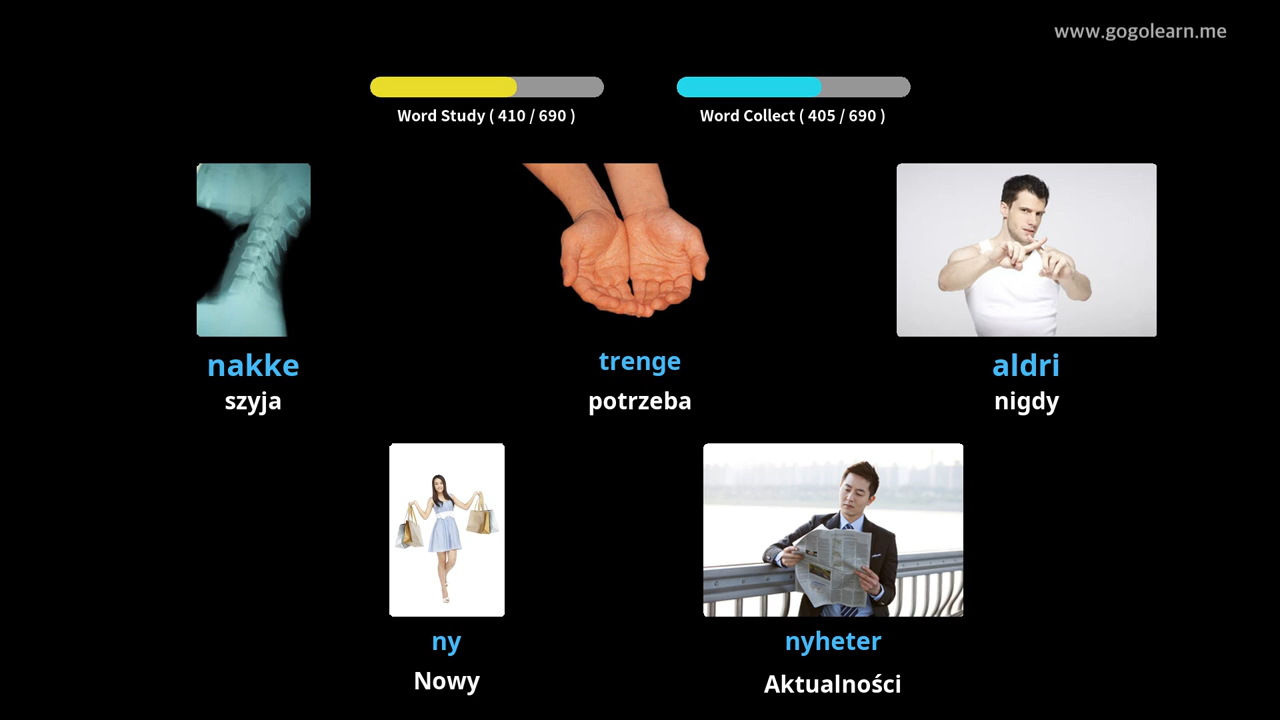 www.gogolearn.me
Word Study ( 410 / 690 )
Word Collect ( 405 / 690 )
nakke
szyja
trenge
potrzeba
aldri
nigdy
ny
Nowy
nyheter
Aktualności